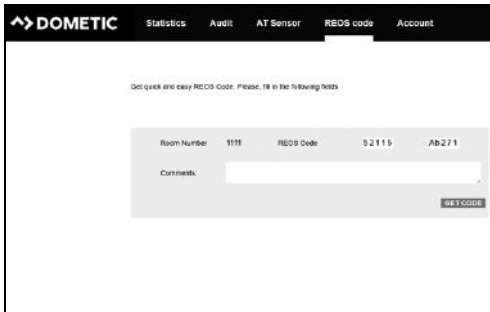 DOMETIC Statistics Audit AT Sensor REOS code Account
Get quick and easy REOS Code. Please, fill in the following fields
Room Number 1111 REOS Code 52115 Ab271
Comments:
GET CODE